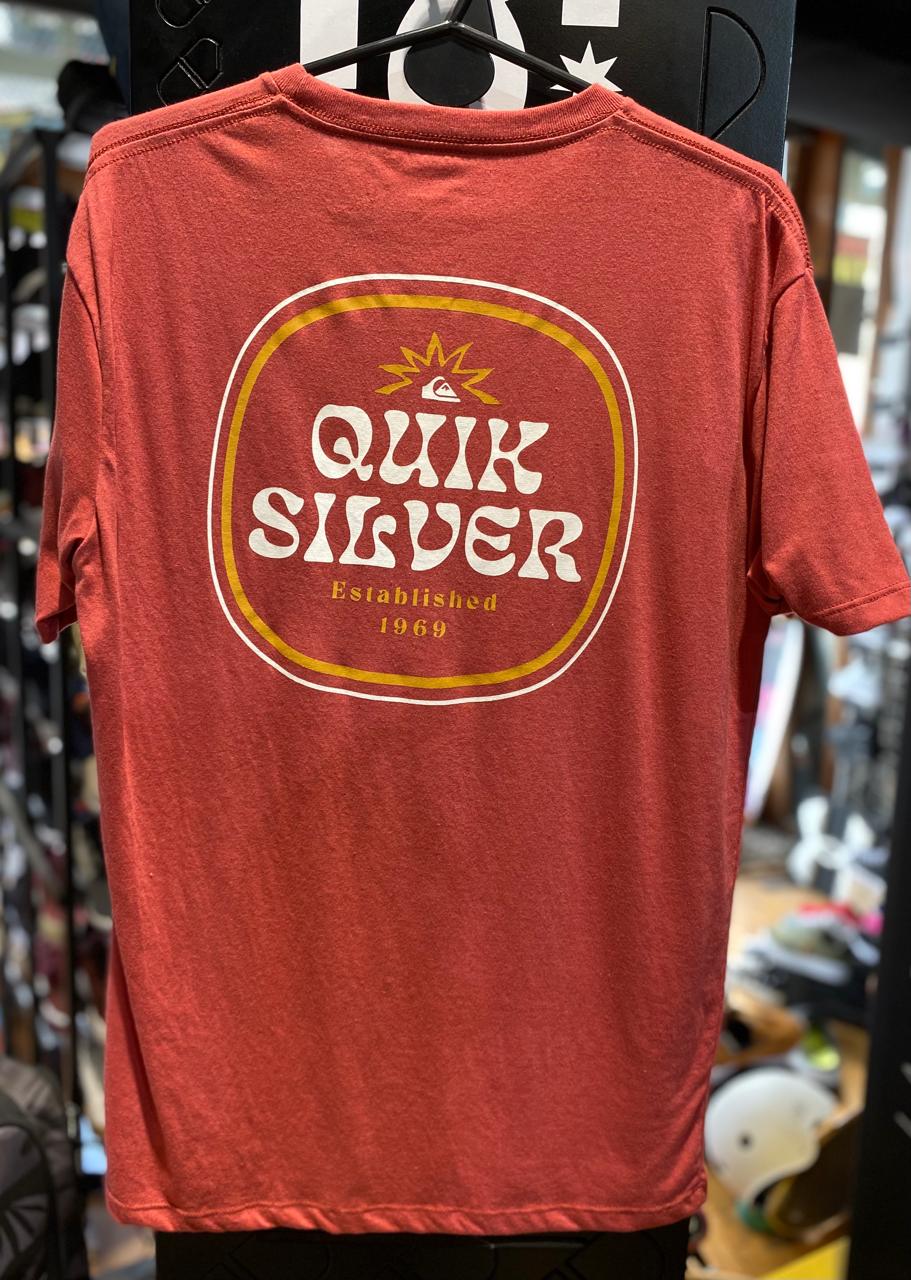 QUIK
SILVER
Established
1969